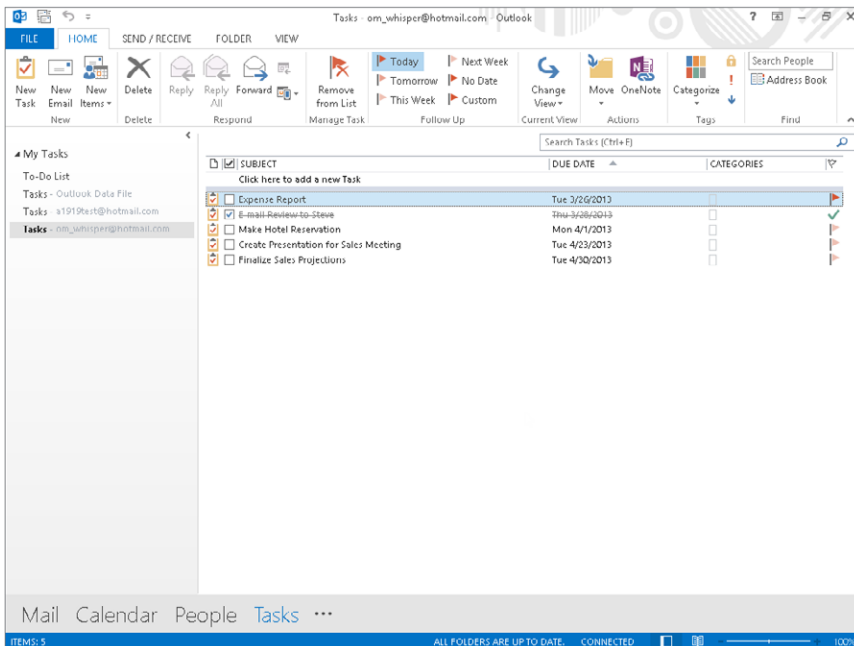 Tasks - om_whisper@hotmail.com - Outlook
FILE HOME SEND / RECEIVE FOLDER VIEW
New Task
New Email
New Items
Delete
Reply
Reply All
Forward
Remove from List
Today
Tomorrow
This Week
Next Week
No Date
Custom
Change View
Move
OneNote
Categorize
Search People
Address Book
New Delete Respond Manage Task Follow Up Current View Actions Tags Find
My Tasks
To-Do List
Tasks - Outlook Data File
Tasks - a1919test@hotmail.com
Tasks - om_whisper@hotmail.com
Search Tasks (Ctrl+E)
SUBJECT DUE DATE CATEGORIES
Click here to add a new Task
Expense Report Tue 3/26/2013
E-mail Review to Steve Thu 3/28/2013
Make Hotel Reservation Mon 4/1/2013
Create Presentation for Sales Meeting Tue 4/23/2013
Finalize Sales Projections Tue 4/30/2013
Mail Calendar People Tasks ...
ITEMS: 5 ALL FOLDERS ARE UP TO DATE. CONNECTED 100%